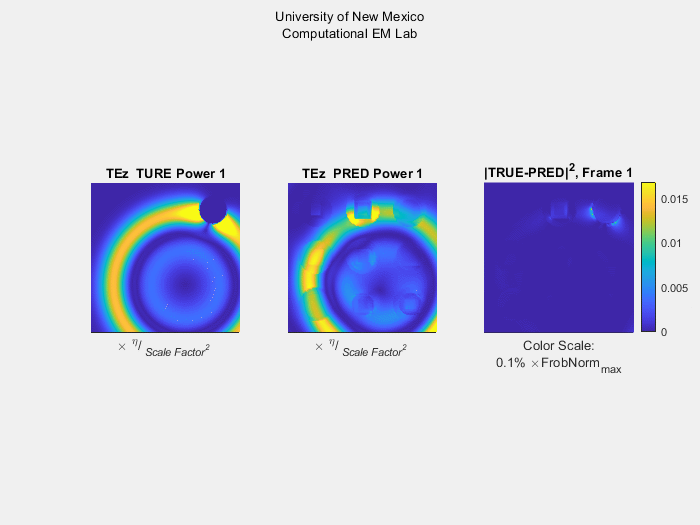 University of New Mexico
Computational EM Lab
TEz TURE Power 1
TEz PRED Power 1
|TRUE-PRED|², Frame 1
0.015
0.01
0.005
0
× η/ Scale Factor²
× η/ Scale Factor²
Color Scale:
0.1% ×FrobNorm_max